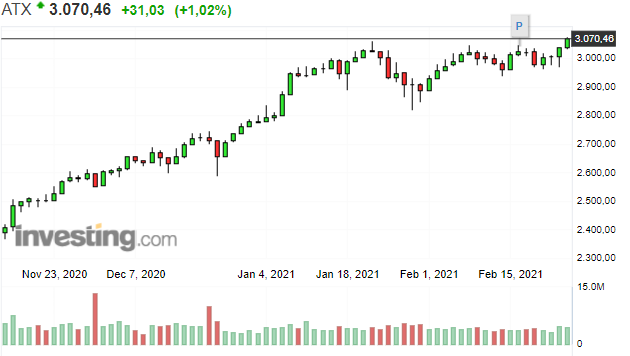 ATX 3.070,46 +31,03 (+1,02%)
P
3.070,46
3.000,00
2.900,00
2.800,00
2.700,00
2.600,00
2.500,00
2.400,00
2.300,00
investing.com
Nov 23, 2020 Dec 7, 2020 Jan 4, 2021 Jan 18, 2021 Feb 1, 2021 Feb 15, 2021
15.0M
0